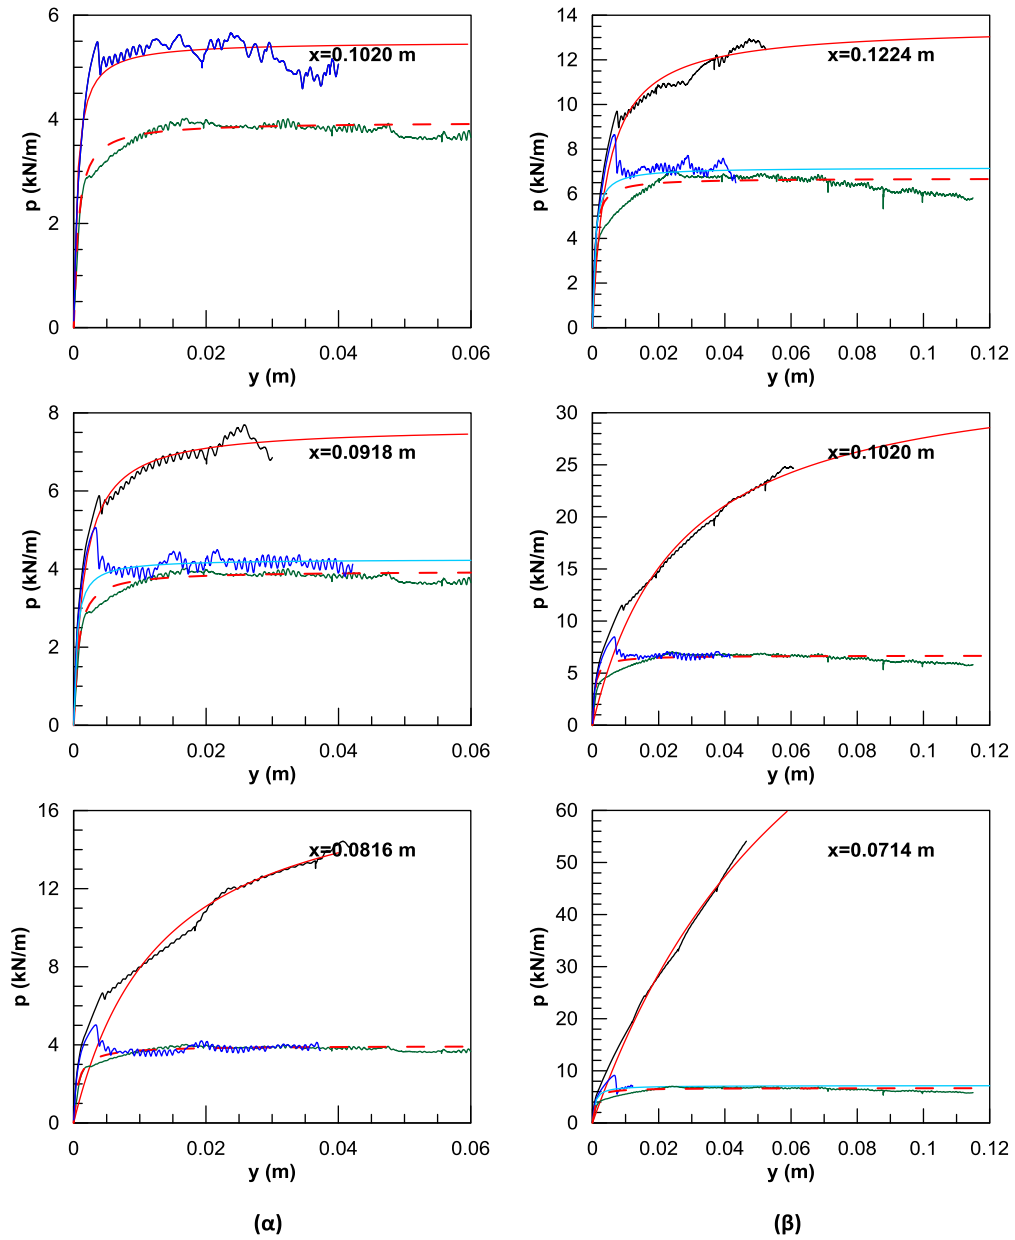 6
4
2
0
p (kN/m)
x=0.1020 m
0 0.02 0.04 0.06
y (m)
14
12
10
8
6
4
2
0
p (kN/m)
x=0.1224 m
0 0.02 0.04 0.06 0.08 0.1 0.12
y (m)
8
6
4
2
0
p (kN/m)
x=0.0918 m
0 0.02 0.04 0.06
y (m)
30
25
20
15
10
5
0
p (kN/m)
x=0.1020 m
0 0.02 0.04 0.06 0.08 0.1 0.12
y (m)
16
12
8
4
0
p (kN/m)
x=0.0816 m
0 0.02 0.04 0.06
y (m)
60
50
40
30
20
10
0
p (kN/m)
x=0.0714 m
0 0.02 0.04 0.06 0.08 0.1 0.12
y (m)
(α)
(β)